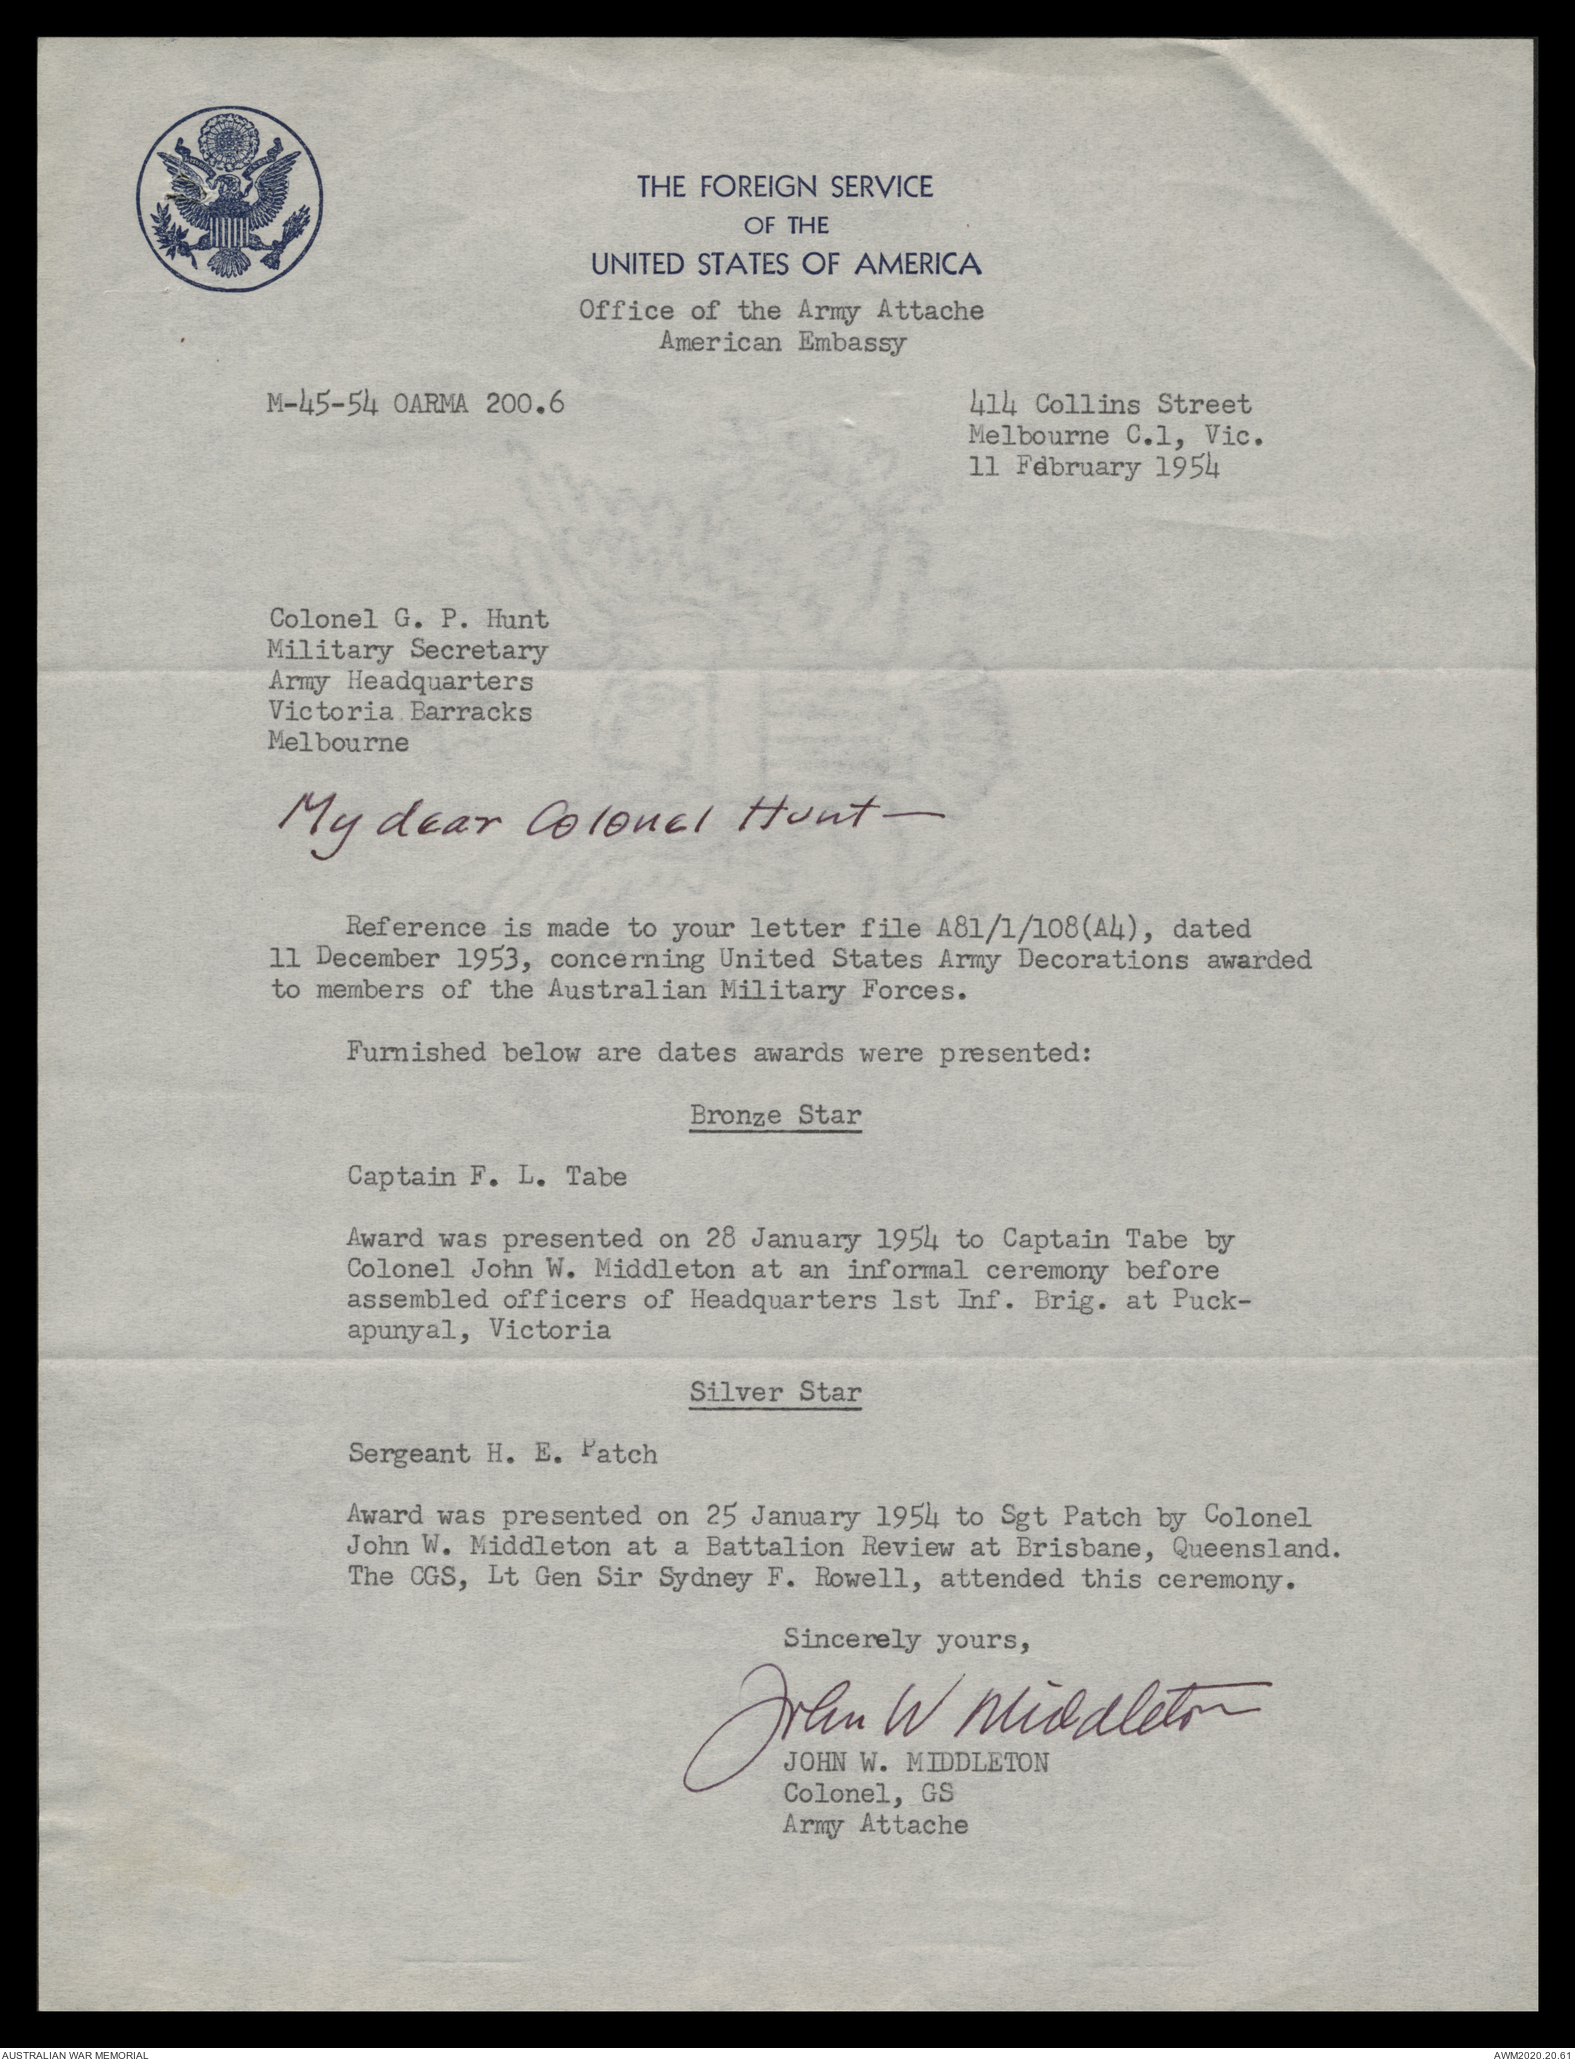 THE FOREIGN SERVICE
OF THE
UNITED STATES OF AMERICA
Office of the Army Attache
American Embassy
M-45-54 OARMA 200.6
414 Collins Street
Melbourne C.1, Vic.
11 February 1954
Colonel G. P. Hunt
Military Secretary
Army Headquarters
Victoria Barracks
Melbourne
My dear Colonel Hunt—
Reference is made to your letter file A81/1/108(A4), dated
11 December 1953, concerning United States Army Decorations awarded
to members of the Australian Military Forces.
Furnished below are dates awards were presented:
Bronze Star
Captain F. L. Tabe
Award was presented on 28 January 1954 to Captain Tabe by
Colonel John W. Middleton at an informal ceremony before
assembled officers of Headquarters 1st Inf. Brig. at Puck-
apunyal, Victoria
Silver Star
Sergeant H. E. Patch
Award was presented on 25 January 1954 to Sgt Patch by Colonel
John W. Middleton at a Battalion Review at Brisbane, Queensland.
The CGS, Lt Gen Sir Sydney F. Rowell, attended this ceremony.
Sincerely yours,
John W Middleton
JOHN W. MIDDLETON
Colonel, GS
Army Attache
AUSTRALIAN WAR MEMORIAL
AWM2020.20.61